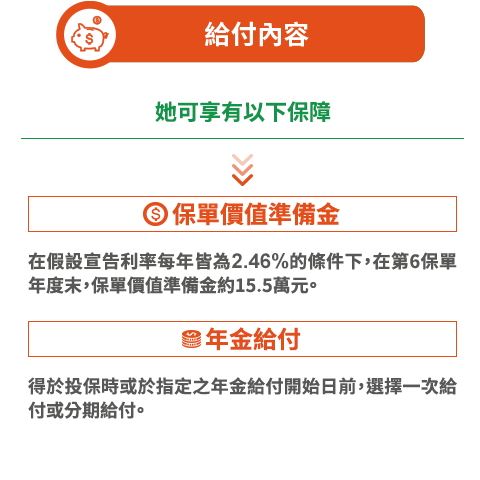 給付內容
她可享有以下保障
保單價值準備金
在假設宣告利率每年皆為2.46%的條件下，在第6保單
年度末，保單價值準備金約15.5萬元。
年金給付
得於投保時或於指定之年金給付開始日前，選擇一次給
付或分期給付。